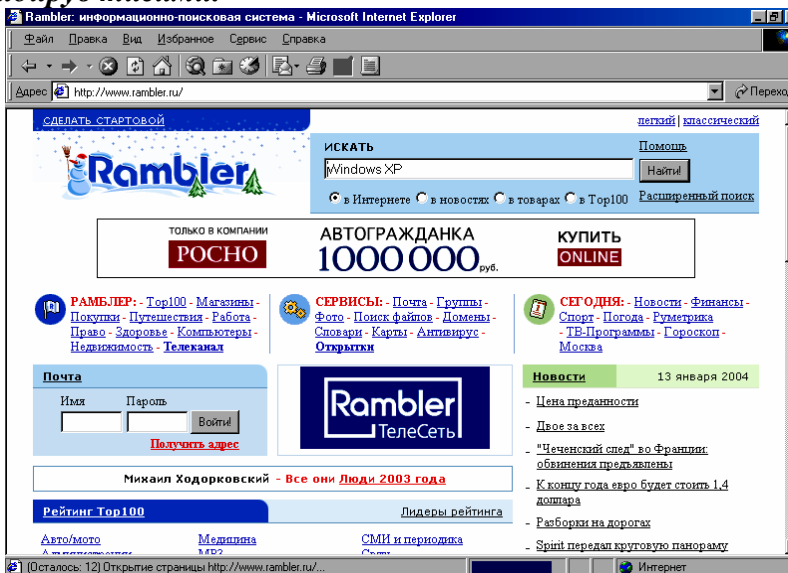 Rambler: информационно-поисковая система - Microsoft Internet Explorer
Файл Правка Вид Избранное Сервис Справка
Адрес http://www.rambler.ru/ Перехо
СДЕЛАТЬ СТАРТОВОЙ
легкий | классический
Rambler
ИСКАТЬ
Помощь
Windows XP
Найти!
в Интернете в новостях в товарах в Top100
Расширенный поиск
ТОЛЬКО В КОМПАНИИ
РОСНО
АВТОГРАЖДАНКА
1000 000 руб.
КУПИТЬ
ONLINE
РАМБЛЕР: - Top100 - Магазины -
Покупки - Путешествия - Работа -
Право - Здоровье - Компьютеры -
Недвижимость - Телеканал
СЕРВИСЫ: - Почта - Группы -
Фото - Поиск файлов - Домены -
Словари - Карты - Антивирус -
Открытки
СЕГОДНЯ: - Новости - Финансы -
Спорт - Погода - Руметрика
- ТВ-Программы - Гороскоп -
Москва
Почта
Имя Пароль
Войти!
Получить адрес
Rambler
ТелеСеть
Новости 13 января 2004
- Цена преданности
- Двое за всех
- "Чеченский след" во Франции:
обвинения предъявлены
- К концу года евро будет стоить 1,4
доллара
- Разборки на дорогах
- Spirit передал круговую панораму
Михаил Ходорковский - Все они Люди 2003 года
Рейтинг Top100 Лидеры рейтинга
Авто/мото Медицина СМИ и периодика
MP3
(Осталось: 12) Открытие страницы http://www.rambler.ru/... Интернет